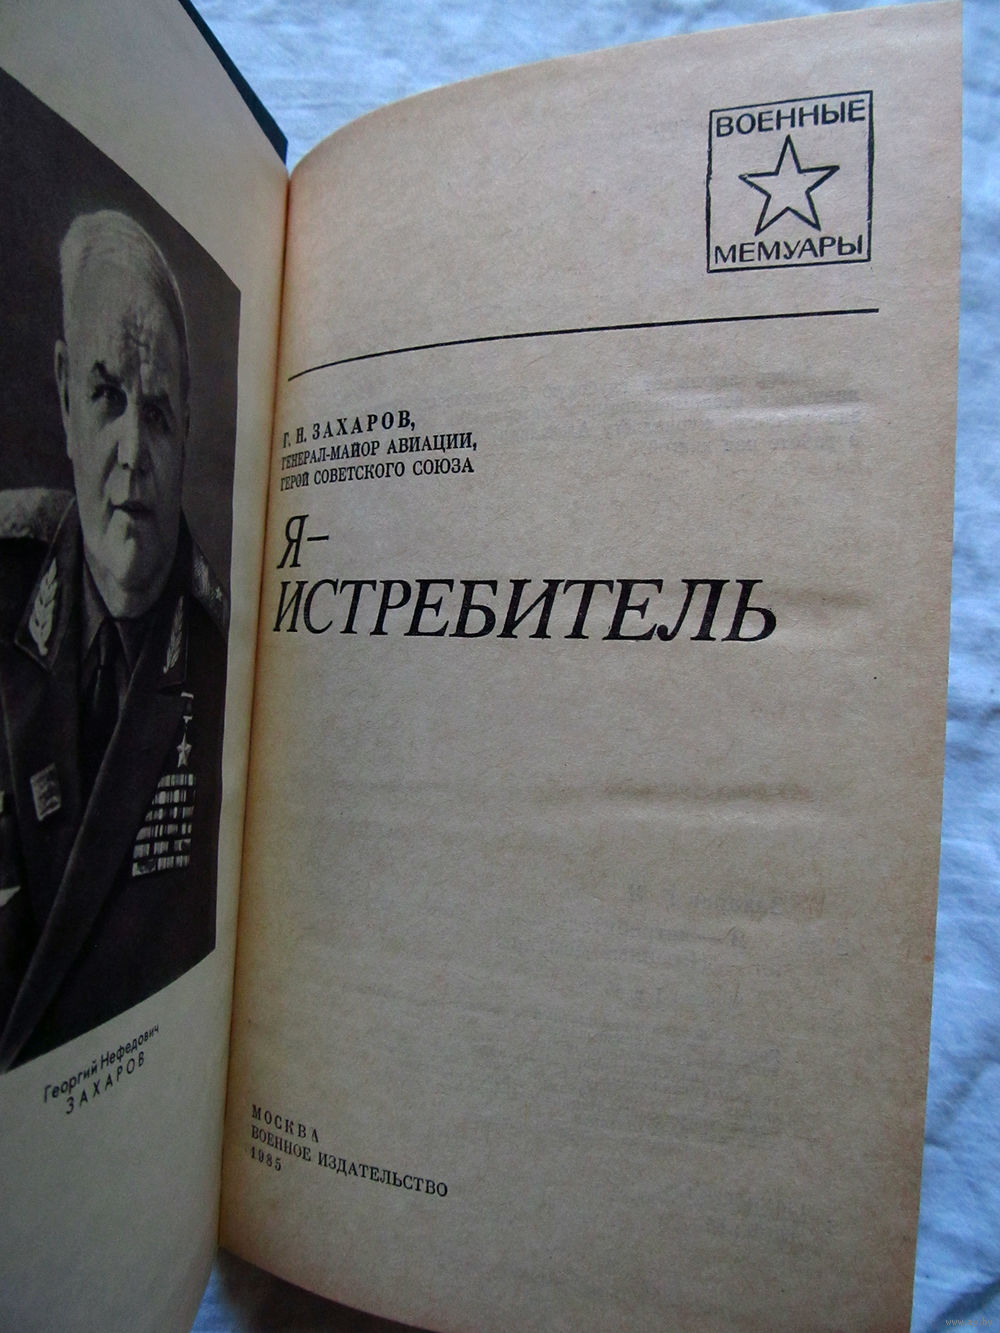 Георгий Нефедович
ЗАХАРОВ
ВОЕННЫЕ
МЕМУАРЫ
Г. Н. ЗАХАРОВ,
ГЕНЕРАЛ-МАЙОР АВИАЦИИ,
ГЕРОЙ СОВЕТСКОГО СОЮЗА
Я—
ИСТРЕБИТЕЛЬ
МОСКВА
ВОЕННОЕ ИЗДАТЕЛЬСТВО
1985